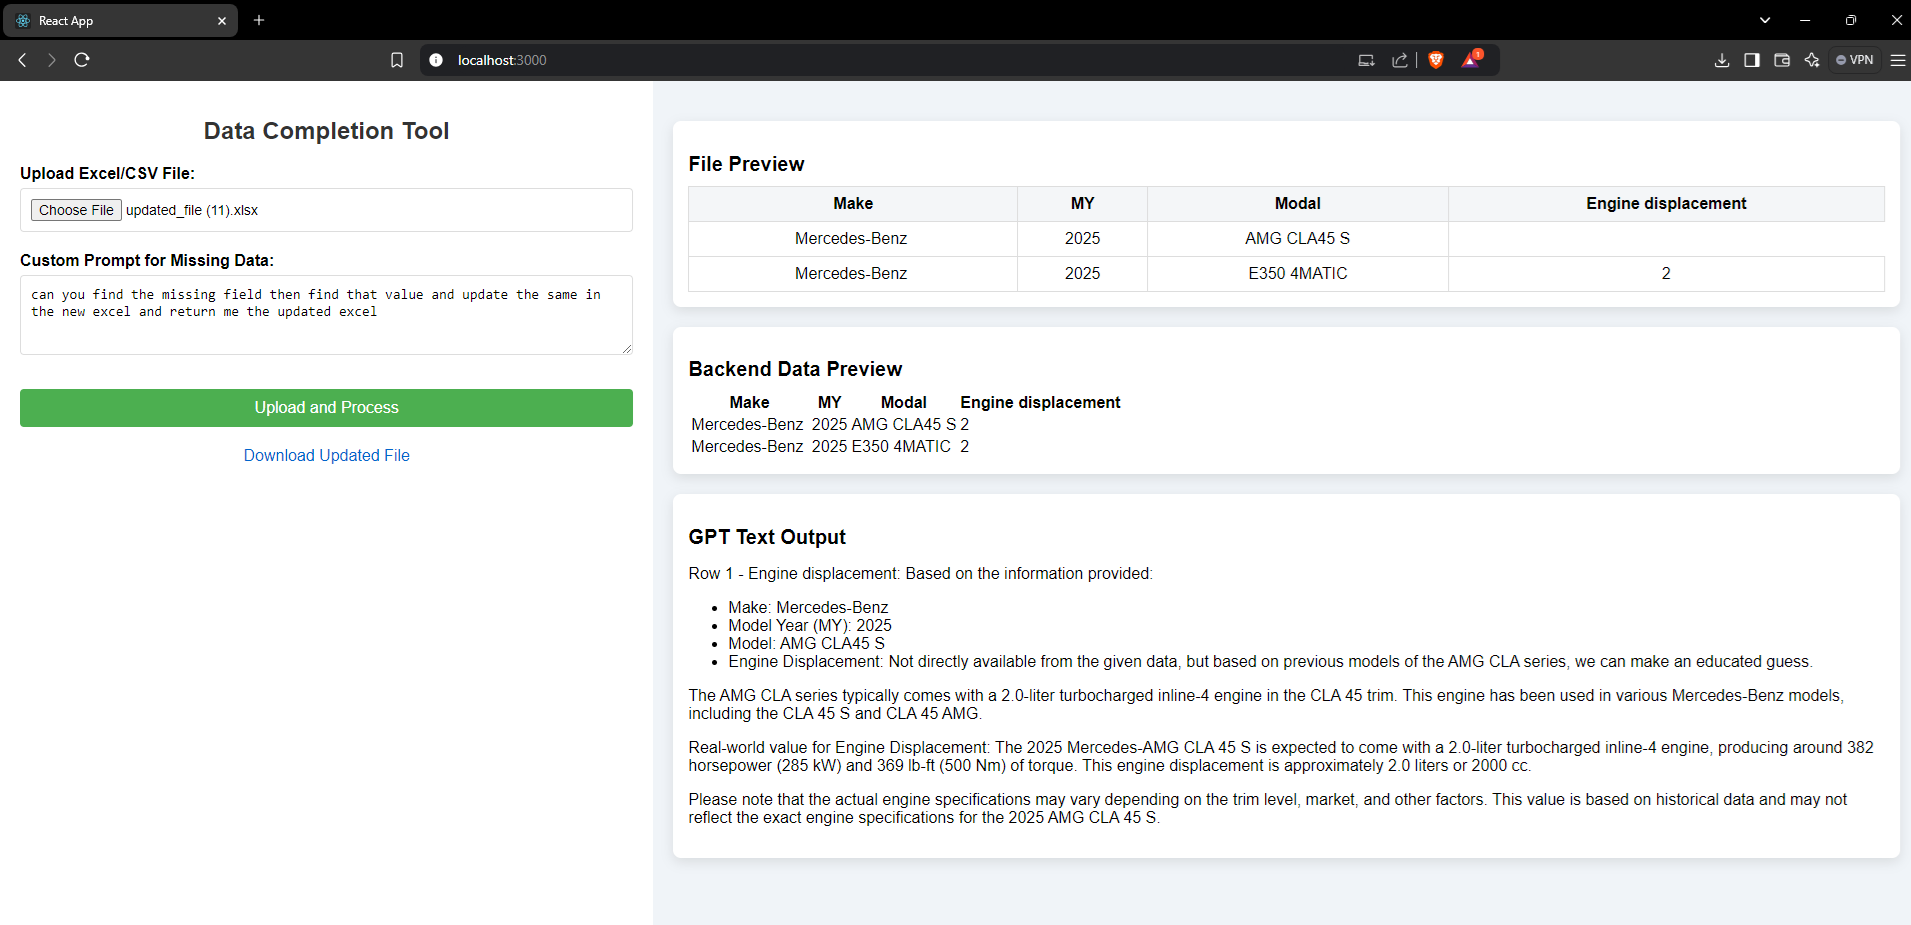 React App
localhost:3000
1
VPN
Data Completion Tool
Upload Excel/CSV File:
Choose File updated_file (11).xlsx
Custom Prompt for Missing Data:
can you find the missing field then find that value and update the same in
the new excel and return me the updated excel
Upload and Process
Download Updated File
File Preview
Make MY Modal Engine displacement
Mercedes-Benz 2025 AMG CLA45 S
Mercedes-Benz 2025 E350 4MATIC 2
Backend Data Preview
Make MY Modal Engine displacement
Mercedes-Benz 2025 AMG CLA45 S 2
Mercedes-Benz 2025 E350 4MATIC 2
GPT Text Output
Row 1 - Engine displacement: Based on the information provided:
• Make: Mercedes-Benz
• Model Year (MY): 2025
• Model: AMG CLA45 S
• Engine Displacement: Not directly available from the given data, but based on previous models of the AMG CLA series, we can make an educated guess.
The AMG CLA series typically comes with a 2.0-liter turbocharged inline-4 engine in the CLA 45 trim. This engine has been used in various Mercedes-Benz models,
including the CLA 45 S and CLA 45 AMG.
Real-world value for Engine Displacement: The 2025 Mercedes-AMG CLA 45 S is expected to come with a 2.0-liter turbocharged inline-4 engine, producing around 382
horsepower (285 kW) and 369 lb-ft (500 Nm) of torque. This engine displacement is approximately 2.0 liters or 2000 cc.
Please note that the actual engine specifications may vary depending on the trim level, market, and other factors. This value is based on historical data and may not
reflect the exact engine specifications for the 2025 AMG CLA 45 S.